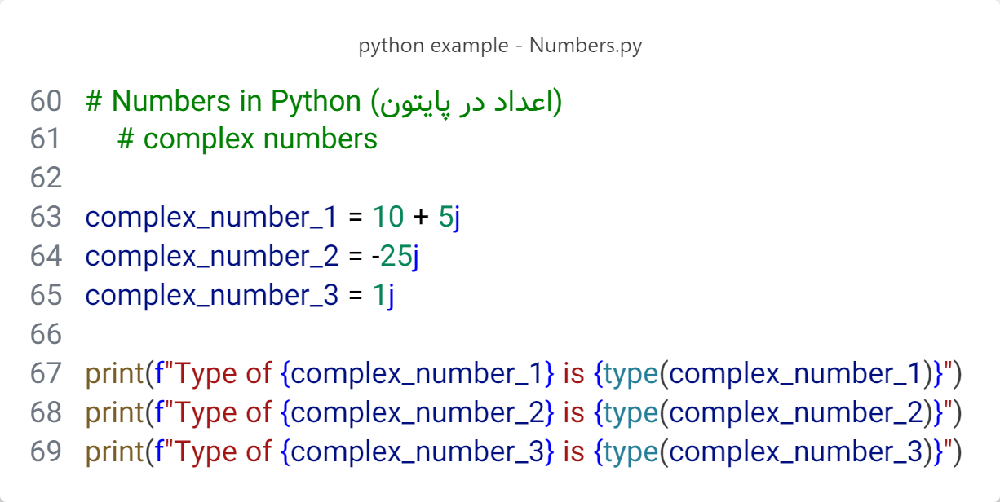 python example - Numbers.py
60 # Numbers in Python (اعداد در پایتون)
61     # complex numbers
62
63 complex_number_1 = 10 + 5j
64 complex_number_2 = -25j
65 complex_number_3 = 1j
66
67 print(f"Type of {complex_number_1} is {type(complex_number_1)}")
68 print(f"Type of {complex_number_2} is {type(complex_number_2)}")
69 print(f"Type of {complex_number_3} is {type(complex_number_3)}")